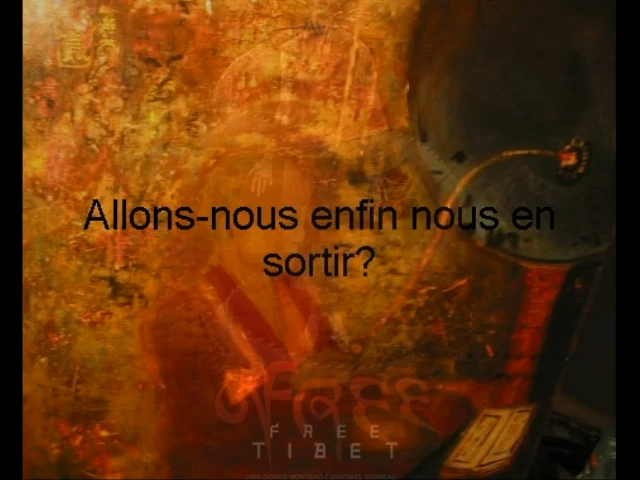 Allons-nous enfin nous en
sortir?
FREE
FREE
TIBET